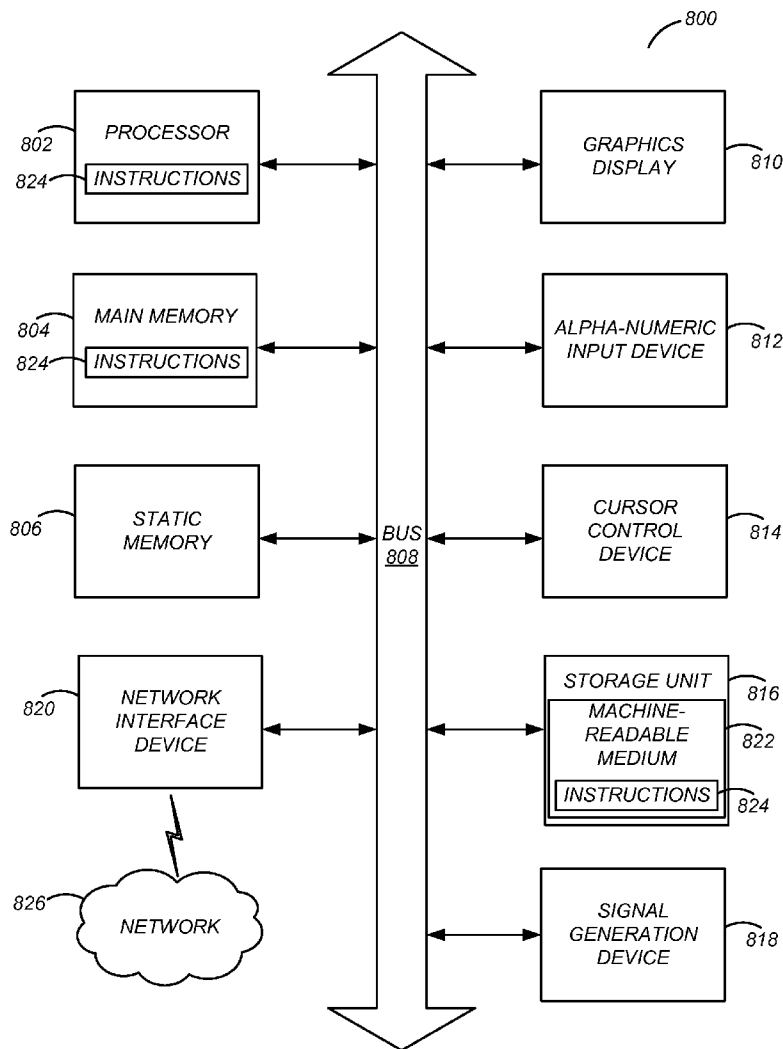 800
PROCESSOR
802
824
INSTRUCTIONS
GRAPHICS
DISPLAY
810
MAIN MEMORY
804
824
INSTRUCTIONS
ALPHA-NUMERIC
INPUT DEVICE
812
STATIC
MEMORY
806
BUS
808
CURSOR
CONTROL
DEVICE
814
NETWORK
INTERFACE
DEVICE
820
STORAGE UNIT
816
MACHINE-
READABLE
MEDIUM
822
INSTRUCTIONS
824
826
NETWORK
SIGNAL
GENERATION
DEVICE
818